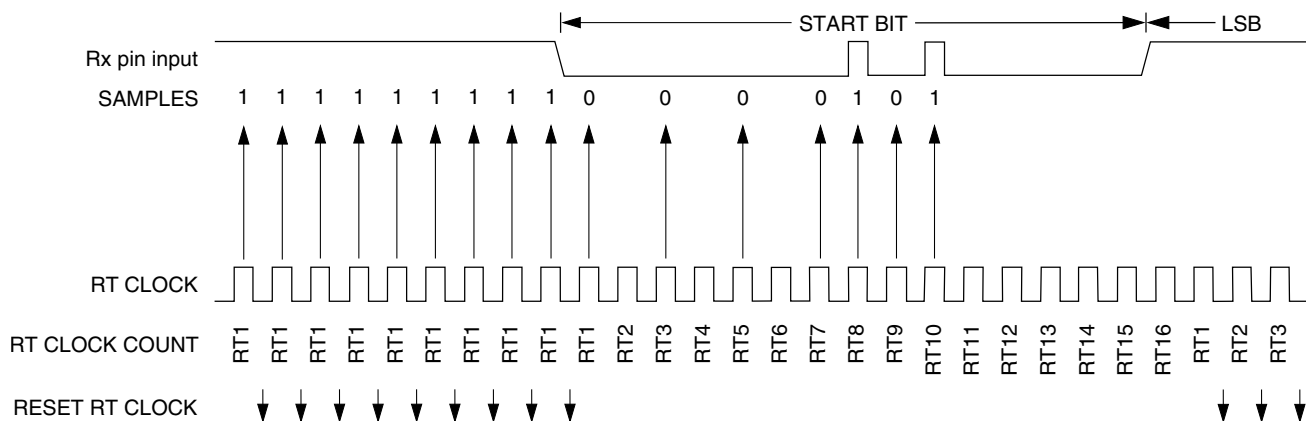 START BIT LSB
Rx pin input
SAMPLES 1 1 1 1 1 1 1 1 1 0 0 0 0 1 0 1
RT CLOCK
RT CLOCK COUNT RT1 RT1 RT1 RT1 RT1 RT1 RT1 RT1 RT1 RT1 RT2 RT3 RT4 RT5 RT6 RT7 RT8 RT9 RT10 RT11 RT12 RT13 RT14 RT15 RT16 RT1 RT2 RT3
RESET RT CLOCK